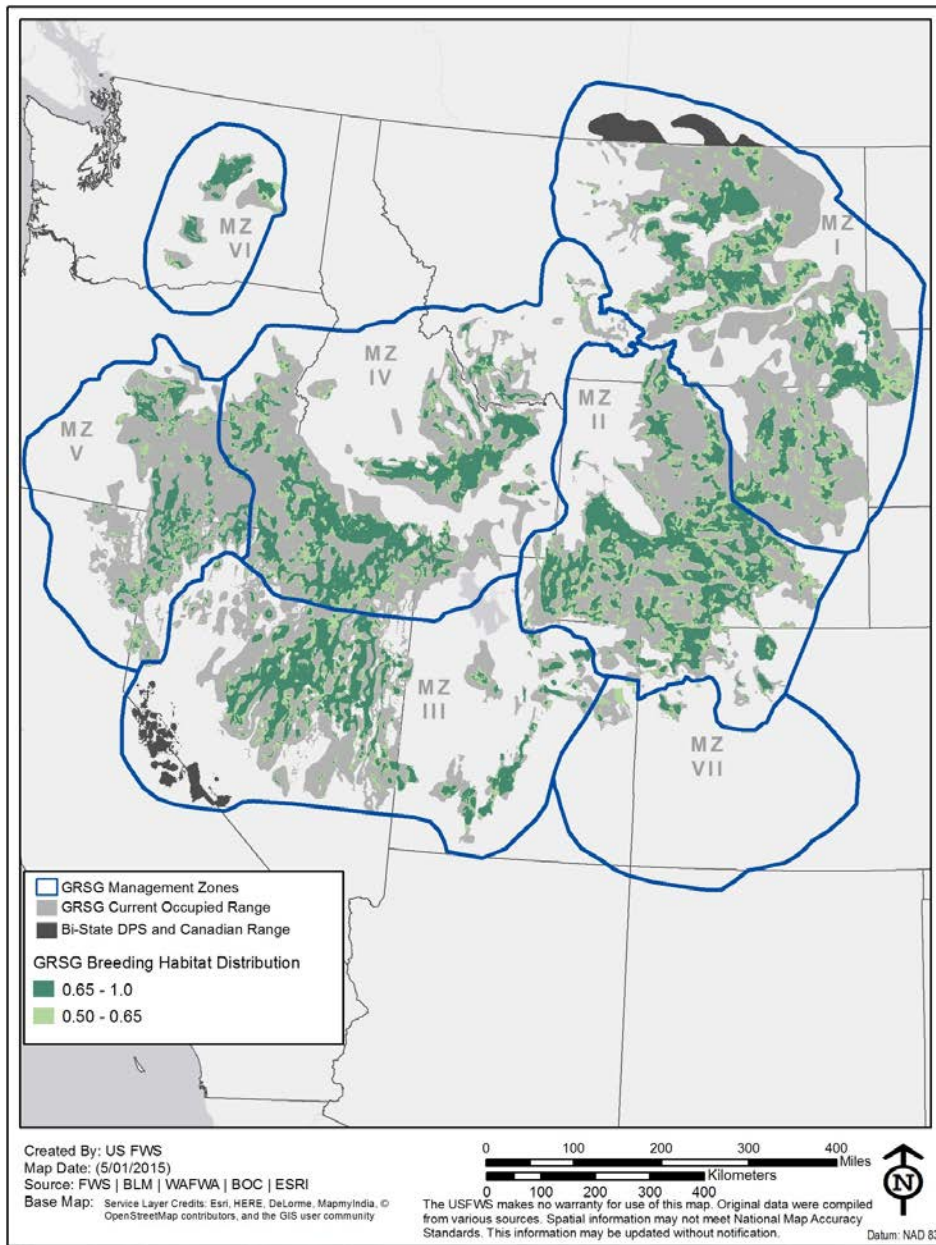 MZ
VI
MZ
I
MZ
IV
MZ
II
MZ
V
MZ
III
MZ
VII
GRSG Management Zones
GRSG Current Occupied Range
Bi-State DPS and Canadian Range
GRSG Breeding Habitat Distribution
0.65 - 1.0
0.50 - 0.65
Created By: US FWS
Map Date: (5/01/2015)
Source: FWS | BLM | WAFWA | BOC | ESRI
Base Map: Service Layer Credits: Esri, HERE, DeLorme, MapmyIndia, ©
OpenStreetMap contributors, and the GIS user community
0 100 200 300 400
Miles
Kilometers
0 100 200 300 400
The USFWS makes no warranty for use of this map. Original data were compiled
from various sources. Spatial information may not meet National Map Accuracy
Standards. This information may be updated without notification.
N
Datum: NAD 83